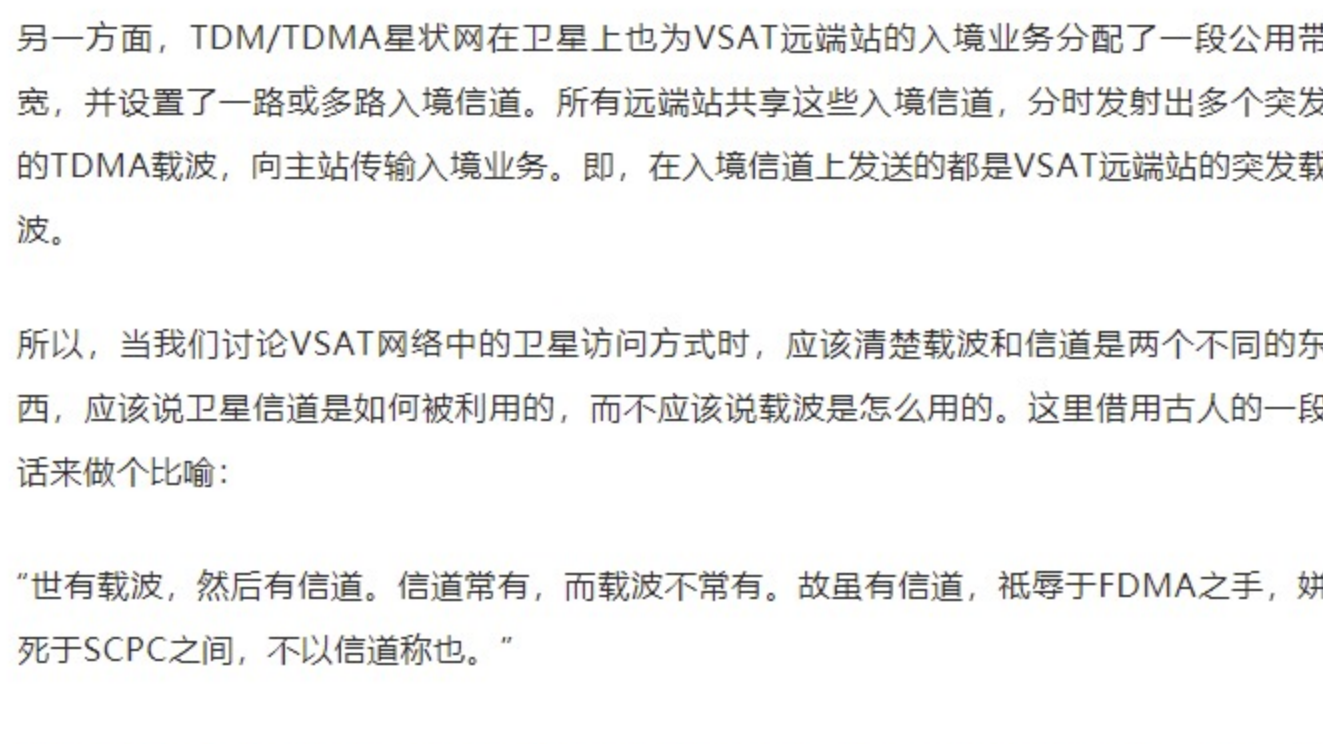 另一方面，TDM/TDMA星状网在卫星上也为VSAT远端站的入境业务分配了一段公用带
宽，并设置了一路或多路入境信道。所有远端站共享这些入境信道，分时发射出多个突发
的TDMA载波，向主站传输入境业务。即，在入境信道上发送的都是VSAT远端站的突发载
波。
所以，当我们讨论VSAT网络中的卫星访问方式时，应该清楚载波和信道是两个不同的东
西，应该说卫星信道是如何被利用的，而不应该说载波是怎么用的。这里借用古人的一段
话来做个比喻：
“世有载波，然后有信道。信道常有，而载波不常有。故虽有信道，祗辱于FDMA之手，姘
死于SCPC之间，不以信道称也。”